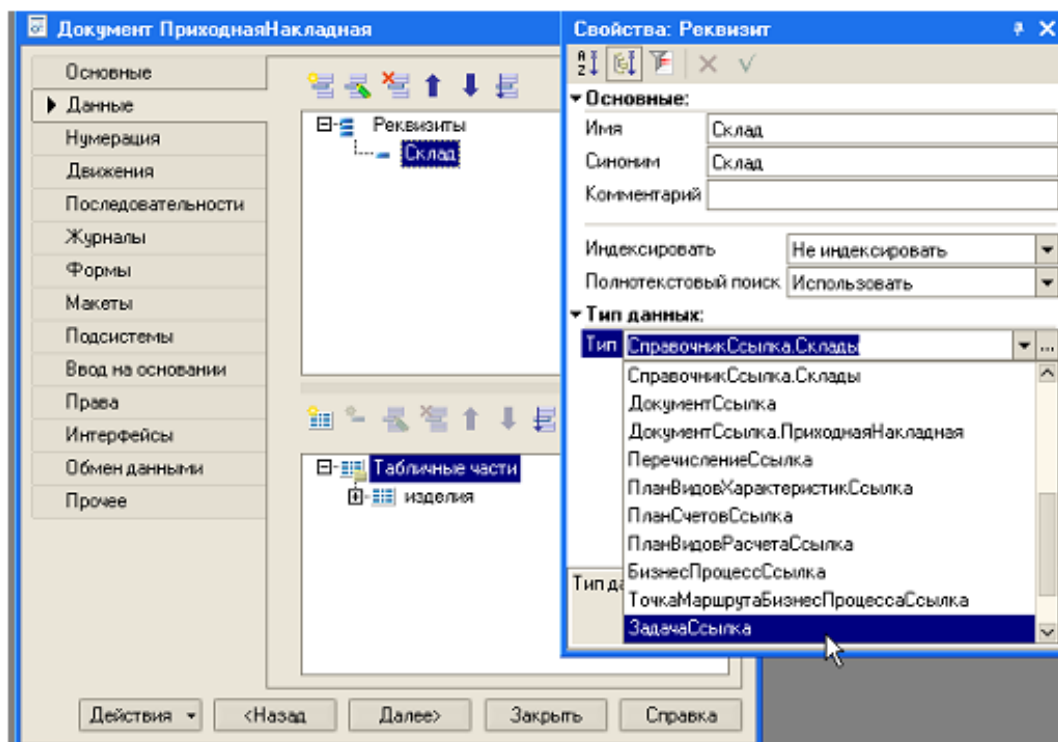 Документ ПриходнаяНакладная
Основные
Данные
Нумерация
Движения
Последовательности
Журналы
Формы
Макеты
Подсистемы
Ввод на основании
Права
Интерфейсы
Обмен данными
Прочее
Реквизиты
Склад
Табличные части
изделия
Действия
<Назад
Далее>
Закрыть
Справка
Свойства: Реквизит
Основные:
Имя Склад
Синоним Склад
Комментарий
Индексировать Не индексировать
Полнотекстовый поиск Использовать
Тип данных:
Тип СправочникСсылка.Склады ...
СправочникСсылка.Склады
ДокументСсылка
ДокументСсылка.ПриходнаяНакладная
ПеречислениеСсылка
ПланВидовХарактеристикСсылка
ПланСчетовСсылка
ПланВидовРасчетаСсылка
БизнесПроцессСсылка
ТочкаМаршрутаБизнесПроцессаСсылка
ЗадачаСсылка
Тип да